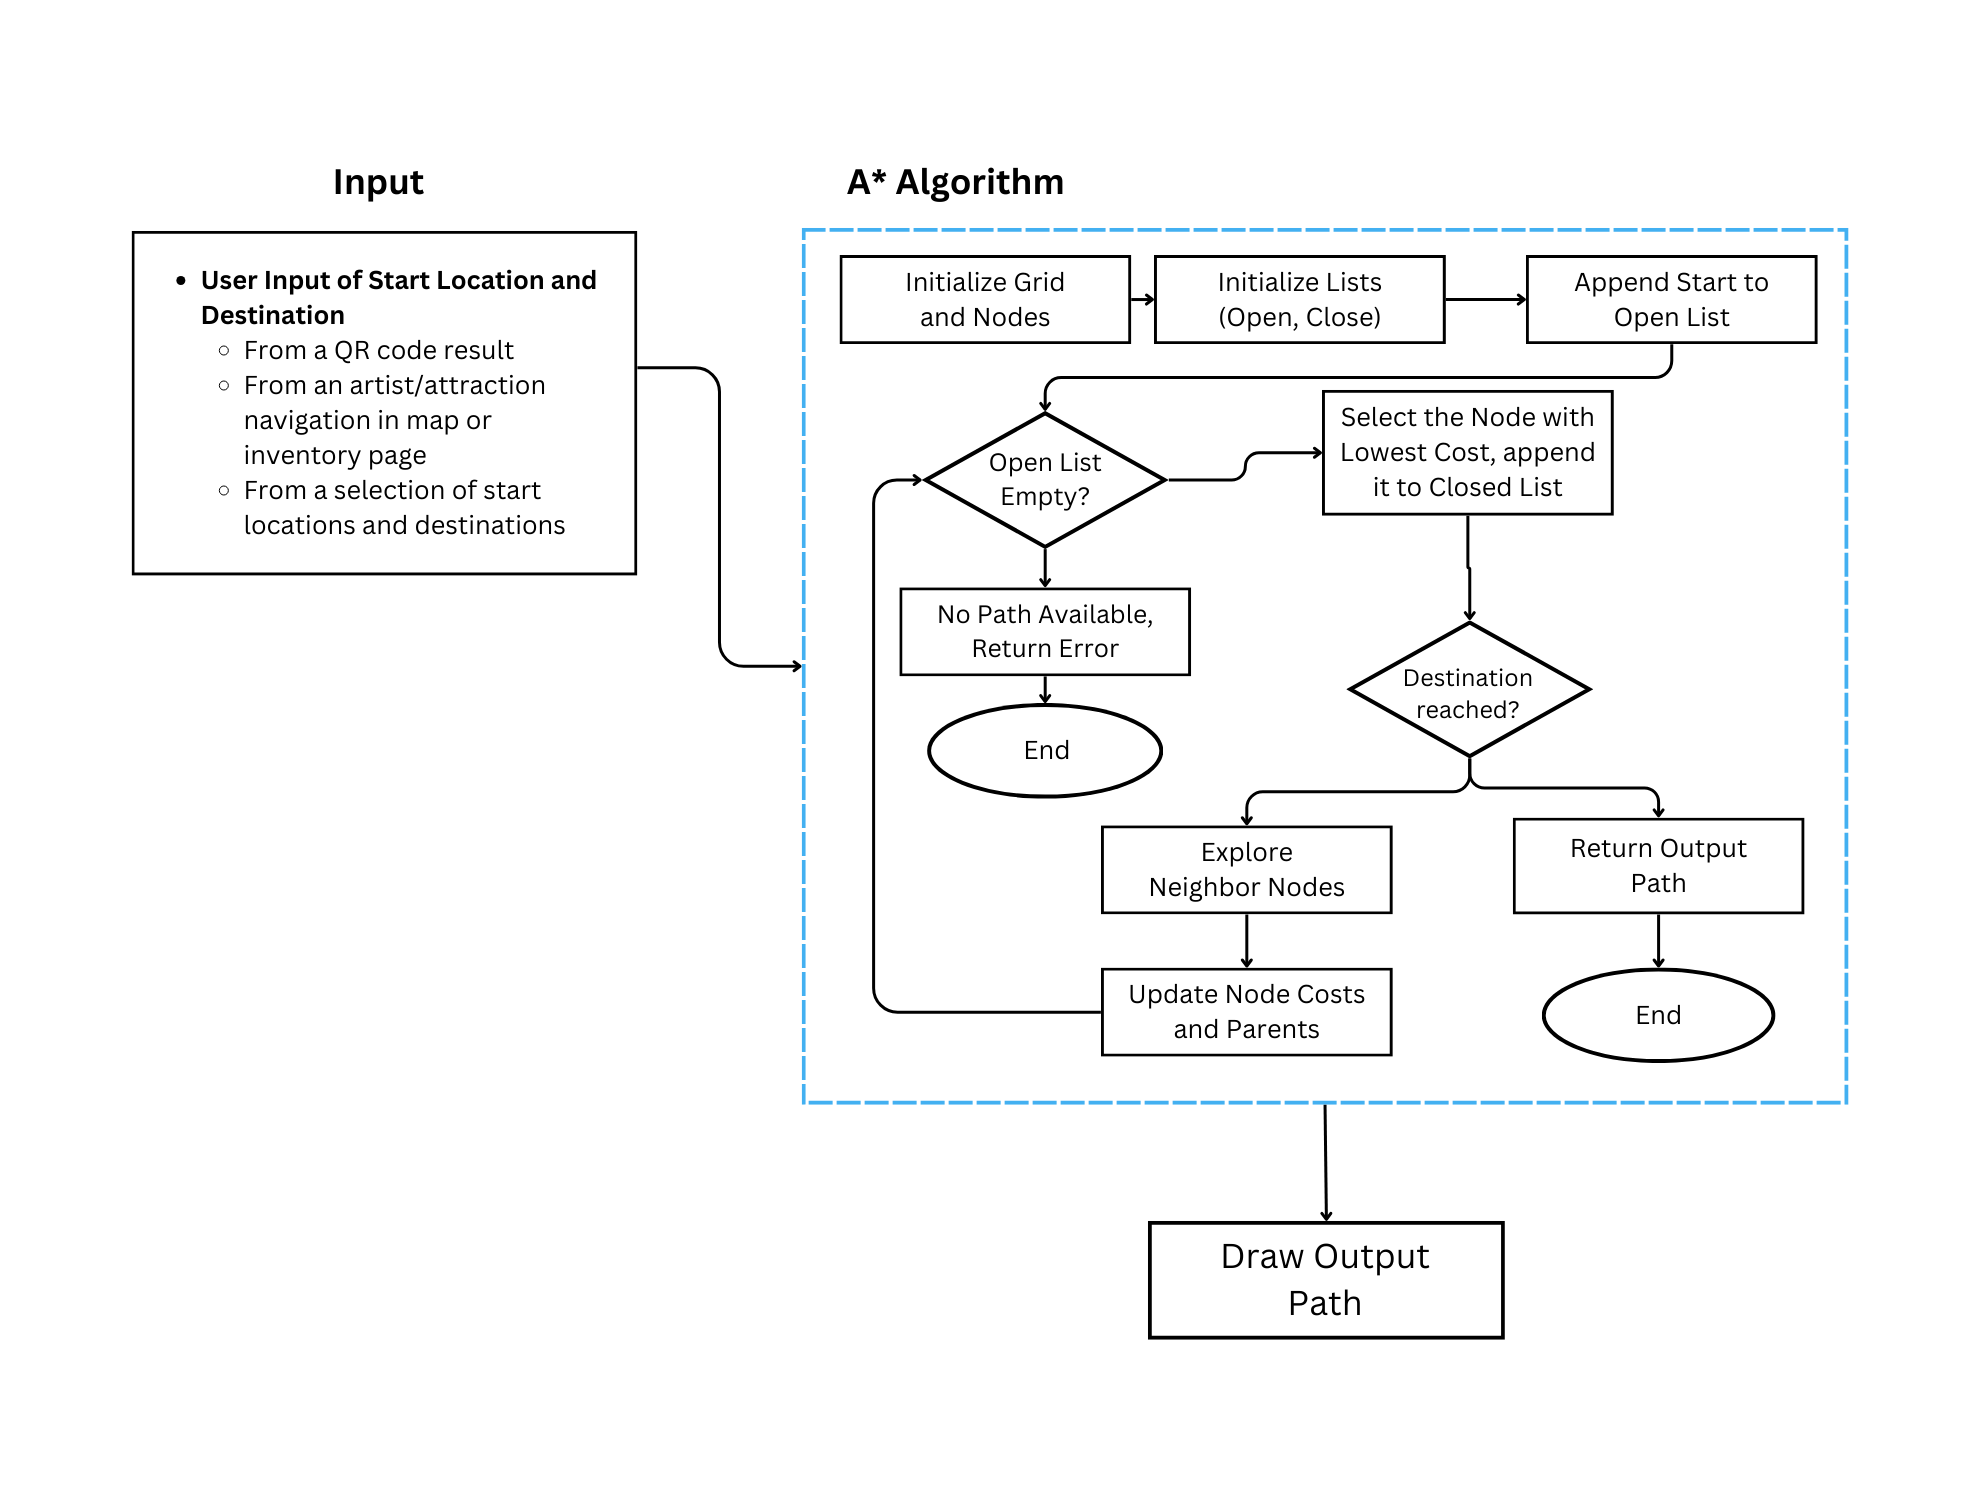 Input
• User Input of Start Location and
Destination
◦ From a QR code result
◦ From an artist/attraction
navigation in map or
inventory page
◦ From a selection of start
locations and destinations
A* Algorithm
Initialize Grid
and Nodes
Initialize Lists
(Open, Close)
Append Start to
Open List
Open List
Empty?
Select the Node with
Lowest Cost, append
it to Closed List
No Path Available,
Return Error
End
Destination
reached?
Explore
Neighbor Nodes
Return Output
Path
Update Node Costs
and Parents
End
Draw Output
Path